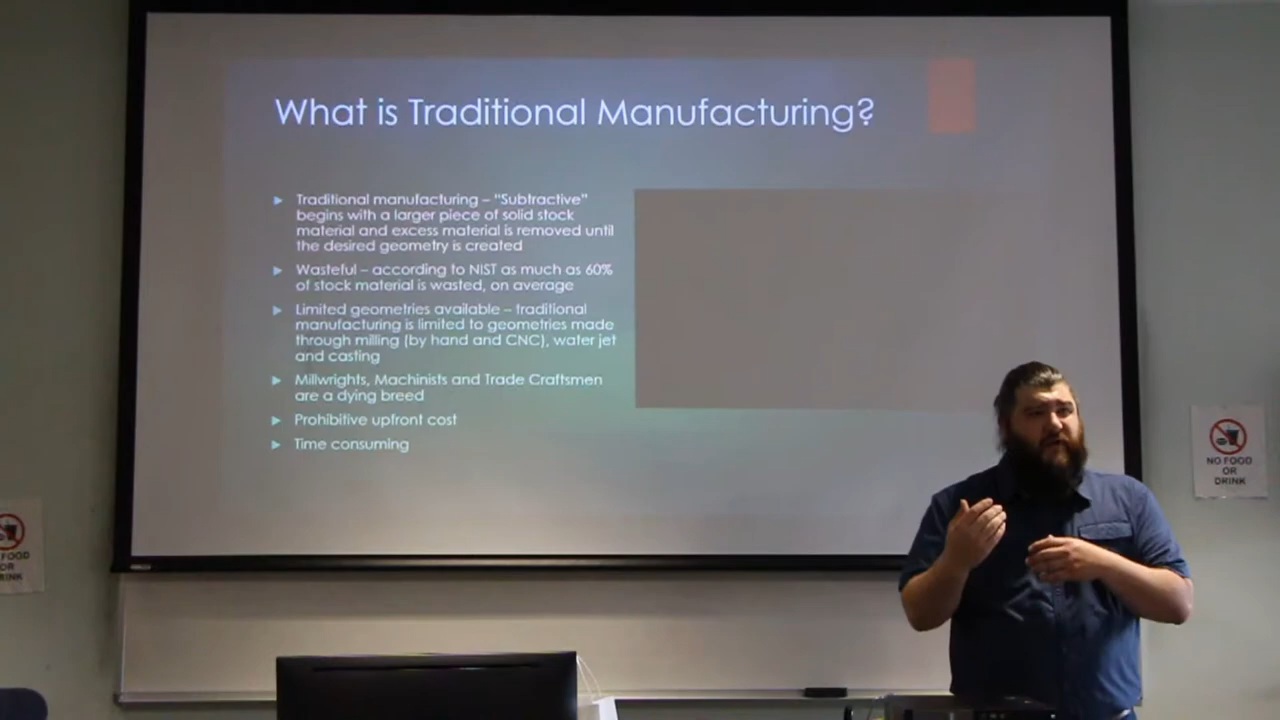 What is Traditional Manufacturing?
Traditional manufacturing – “Subtractive”
begins with a larger piece of solid stock
material and excess material is removed until
the desired geometry is created
Wasteful – according to NIST as much as 60%
of stock material is wasted, on average
Limited geometries available – traditional
manufacturing is limited to geometries made
through milling (by hand and CNC), water jet
and casting
Millwrights, Machinists and Trade Craftsmen
are a dying breed
Prohibitive upfront cost
Time consuming
NO FOOD
OR
DRINK
FOOD
OR
RINK